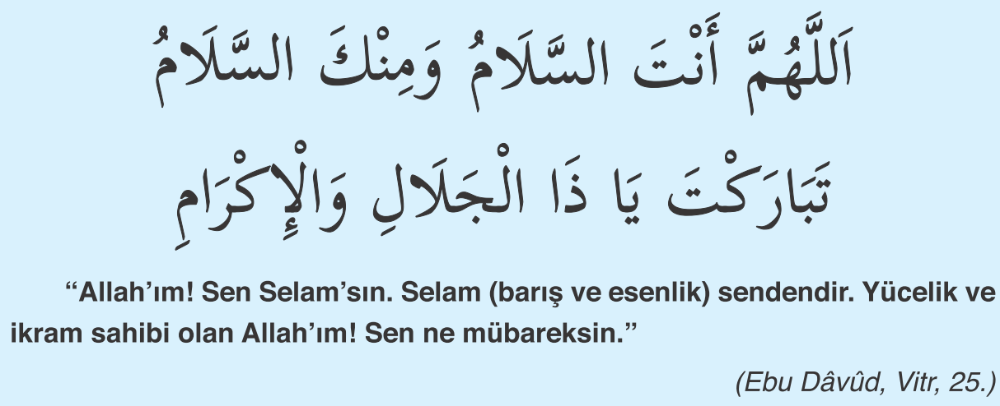 اَللَّهُمَّ أَنْتَ السَّلَامُ وَمِنْكَ السَّلَامُ
تَبَارَكْتَ يَا ذَا الْجَلَالِ وَالْإِكْرَامِ
“Allah’ım! Sen Selam’sın. Selam (barış ve esenlik) sendendir. Yücelik ve
ikram sahibi olan Allah’ım! Sen ne mübareksin.”
(Ebu Dâvûd, Vitr, 25.)